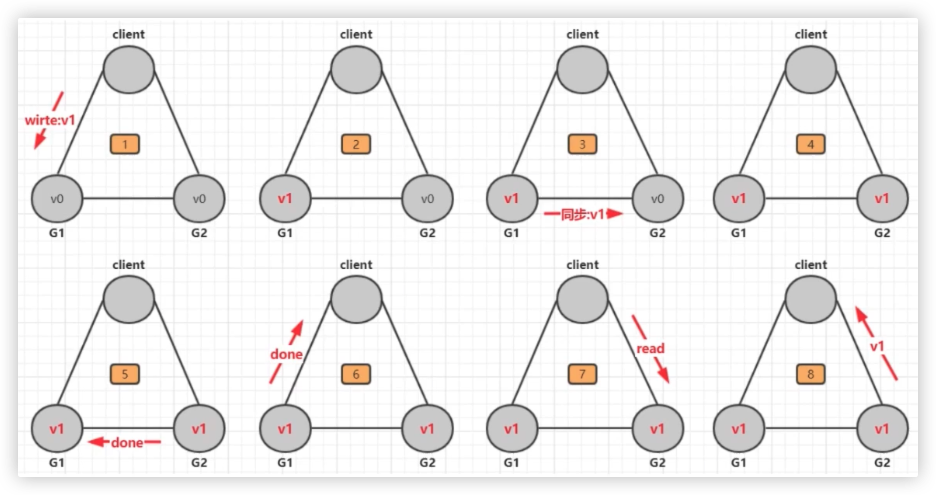 client client client client
wirte:v1
1 2 3 4
v0 v0 v1 v0 v1 v0 v1 v1
同步:v1
G1 G2 G1 G2 G1 G2 G1 G2
client client client client
done read v1
5 6 7 8
v1 v1 v1 v1 v1 v1 v1 v1
done
G1 G2 G1 G2 G1 G2 G1 G2